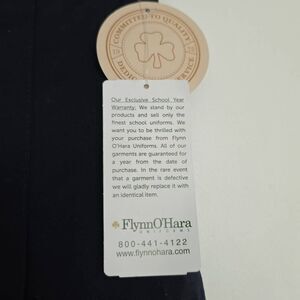 COMMITTED TO QUALITY
Our Exclusive School Year
Warranty: We stand by our
products and sell only the
finest school uniforms. We
want you to be thrilled with
your purchase from Flynn
O'Hara Uniforms. All of our
garments are guaranteed for
a year from the date of
purchase. In the rare event
that a garment is defective
we will gladly replace it with
an identical item.
FlynnO'Hara
UNIFORMS
800-441-4122
www.flynnohara.com